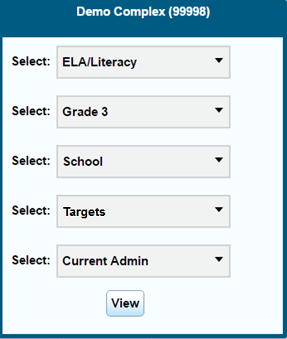 Demo Complex (99998)
Select: ELA/Literacy
Select: Grade 3
Select: School
Select: Targets
Select: Current Admin
View